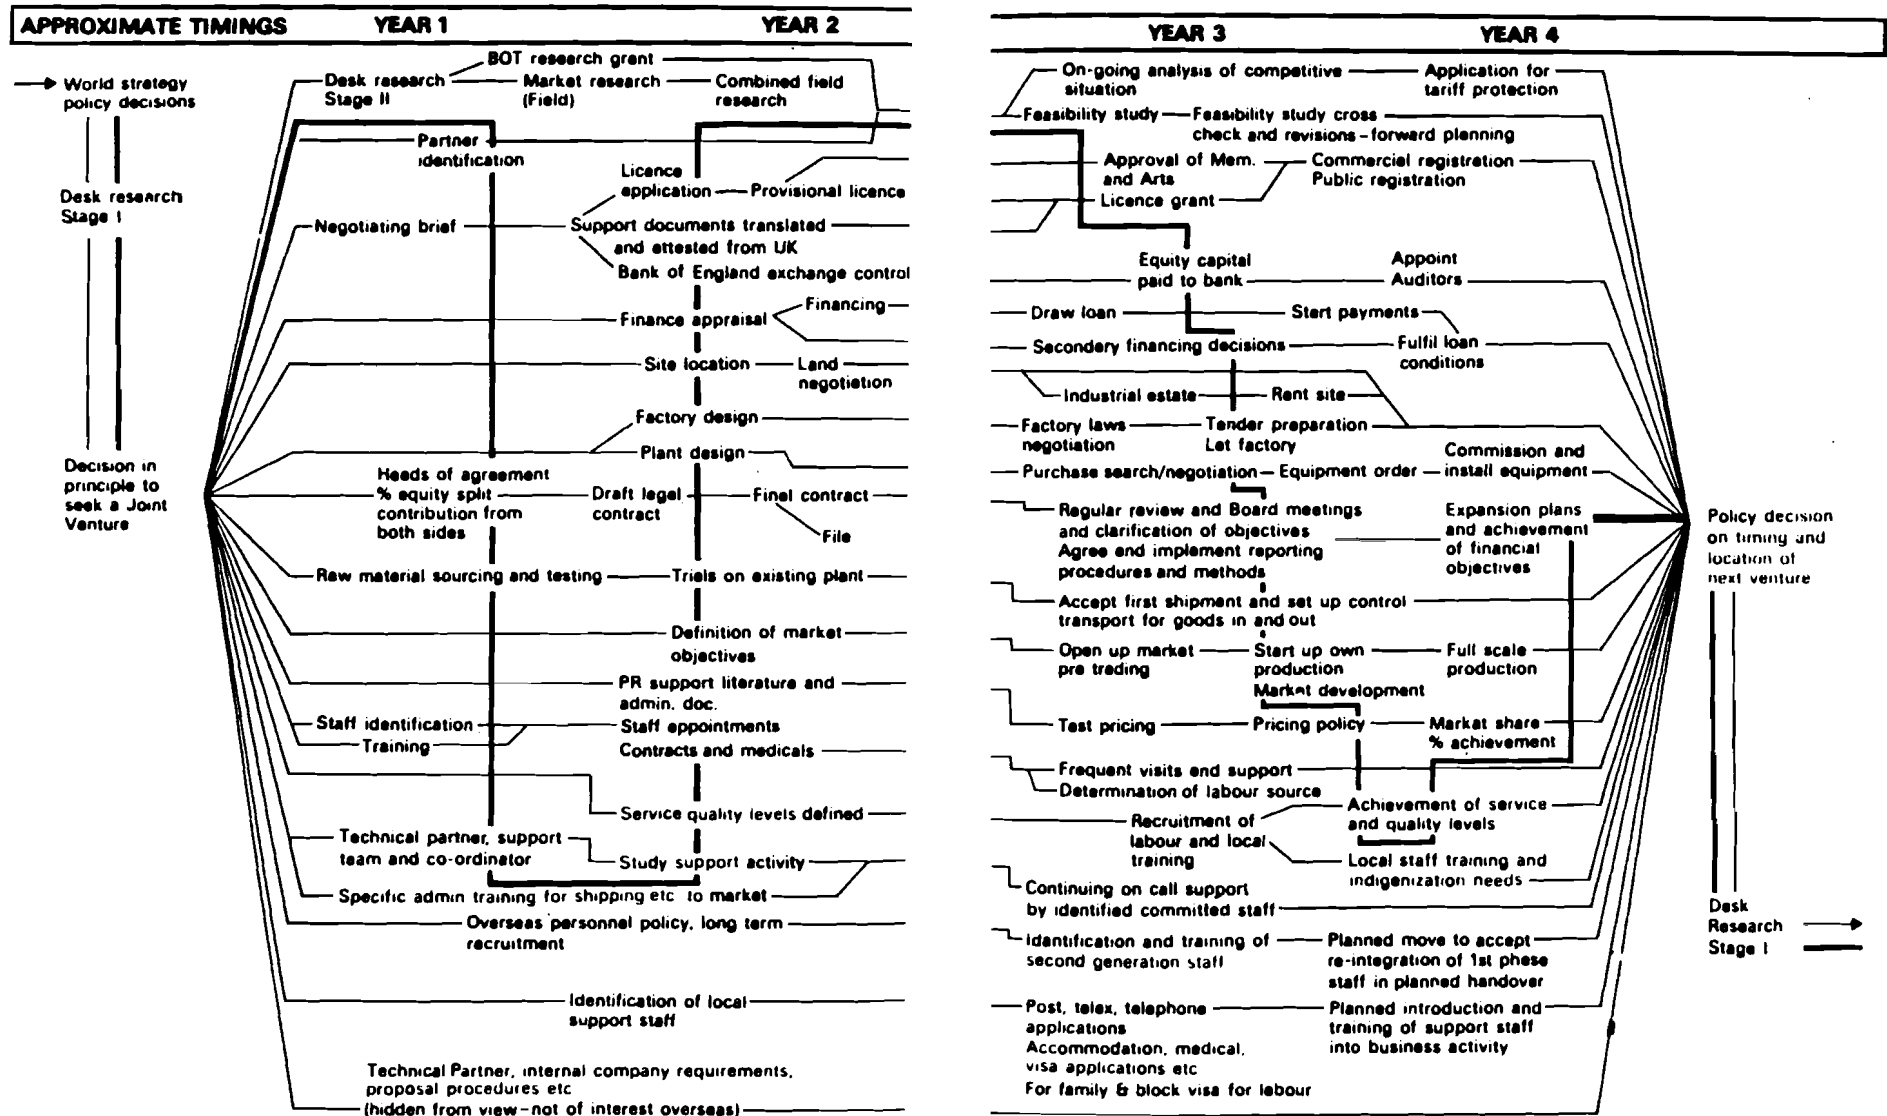 APPROXIMATE TIMINGS
YEAR 1
YEAR 2
World strategy
policy decisions
Desk research
Stage I
Decision in
principle to
seek a Joint
Venture
BOT research grant
Desk research
Stage II
Market research
(Field)
Combined field
research
Partner
identification
Licence
application
Provisional licence
Negotiating brief
Support documents translated
and attested from UK
Bank of England exchange control
Finance appraisal
Financing
Site location
Land
negotiation
Factory design
Plant design
Heads of agreement
% equity split
contribution from
both sides
Draft legal
contract
Final contract
File
Raw material sourcing and testing
Trials on existing plant
Definition of market
objectives
PR support literature and
admin. doc.
Staff identification
Training
Staff appointments
Contracts and medicals
Service quality levels defined
Technical partner, support
team and co-ordinator
Study support activity
Specific admin training for shipping etc to market
Overseas personnel policy, long term
recruitment
Identification of local
support staff
Technical Partner, internal company requirements,
proposal procedures etc
(hidden from view - not of interest overseas)
YEAR 3
YEAR 4
On-going analysis of competitive
situation
Application for
tariff protection
Feasibility study
Feasibility study cross
check and revisions - forward planning
Approval of Mem.
and Arts
Commercial registration
Public registration
Licence grant
Equity capital
paid to bank
Appoint
Auditors
Draw loan
Start payments
Secondary financing decisions
Fulfil loan
conditions
Industrial estate
Rent site
Factory laws
negotiation
Tender preparation
Let factory
Commission and
install equipment
Purchase search/negotiation
Equipment order
Regular review and Board meetings
and clarification of objectives
Agree and implement reporting
procedures and methods
Expansion plans
and achievement
of financial
objectives
Accept first shipment and set up control
transport for goods in and out
Open up market
pre trading
Start up own
production
Full scale
production
Market development
Test pricing
Pricing policy
Market share
% achievement
Frequent visits and support
Determination of labour source
Achievement of service
and quality levels
Recruitment of
labour and local
training
Local staff training and
indigenization needs
Continuing on call support
by identified committed staff
Identification and training of
second generation staff
Planned move to accept
re-integration of 1st phase
staff in planned handover
Post, telex, telephone
applications
Accommodation, medical,
visa applications etc
For family & block visa for labour
Planned introduction and
training of support staff
into business activity
Policy decision
on timing and
location of
next venture
Desk
Research
Stage I